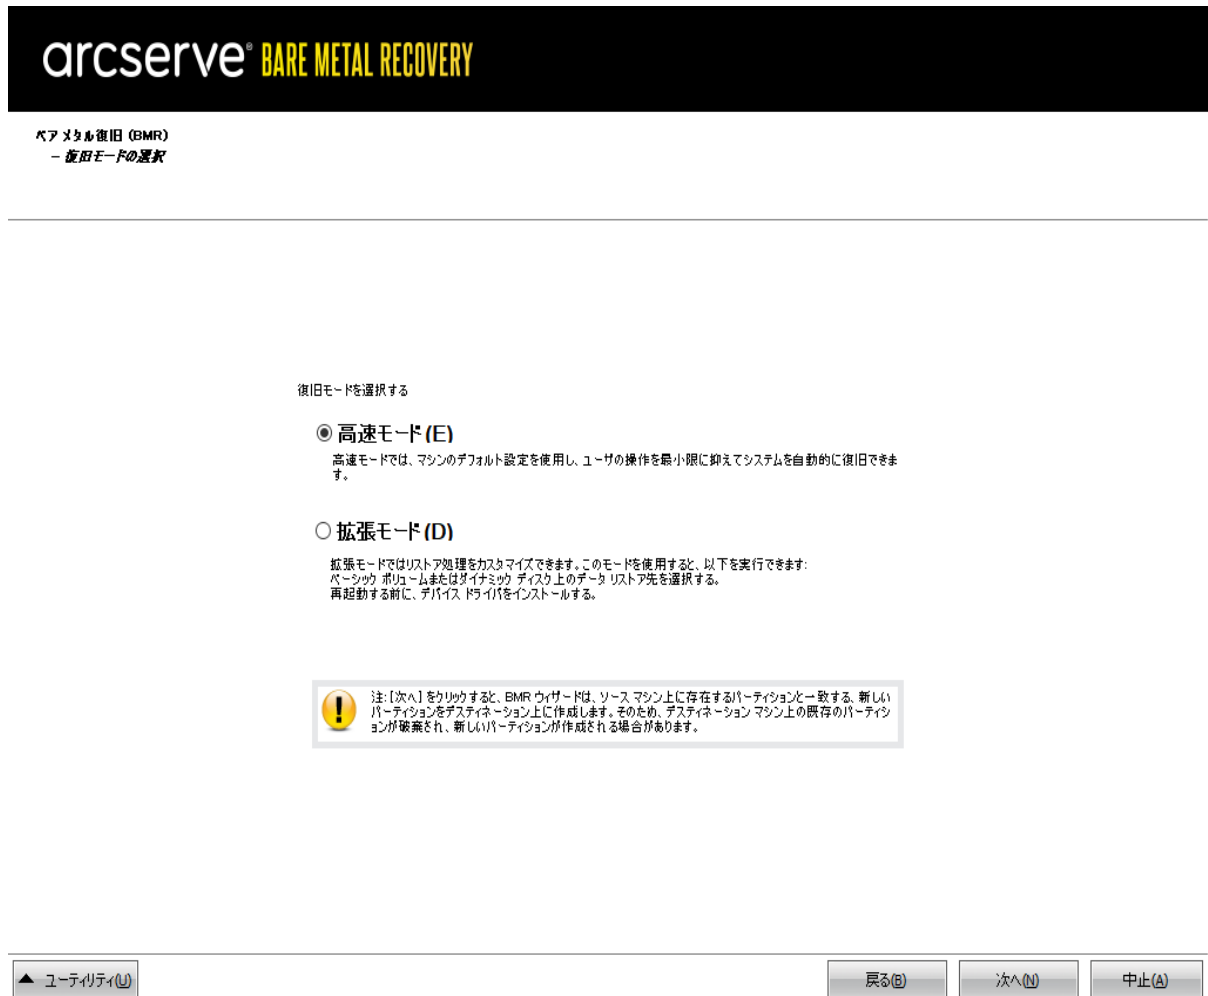 arcserve® BARE METAL RECOVERY
ベア メタル復旧 (BMR)
– 復旧モードの選択
復旧モードを選択する
高速モード(E)
高速モードでは、マシンのデフォルト設定を使用し、ユーザの操作を最小限に抑えてシステムを自動的に復旧できま
す。
拡張モード(D)
拡張モードではリストア処理をカスタマイズできます。このモードを使用すると、以下を実行できます:
ベーシック ボリュームまたはダイナミック ディスク上のデータ リストア先を選択する。
再起動する前に、デバイス ドライバをインストールする。
注: [次へ] をクリックすると、BMR ウィザードは、ソース マシン上に存在するパーティションと一致する、新しい
パーティションをデスティネーション上に作成します。そのため、デスティネーション マシン上の既存のパーティシ
ョンが破棄され、新しいパーティションが作成される場合があります。
▲ ユーティリティ(U)
戻る(B)
次へ(N)
中止(A)